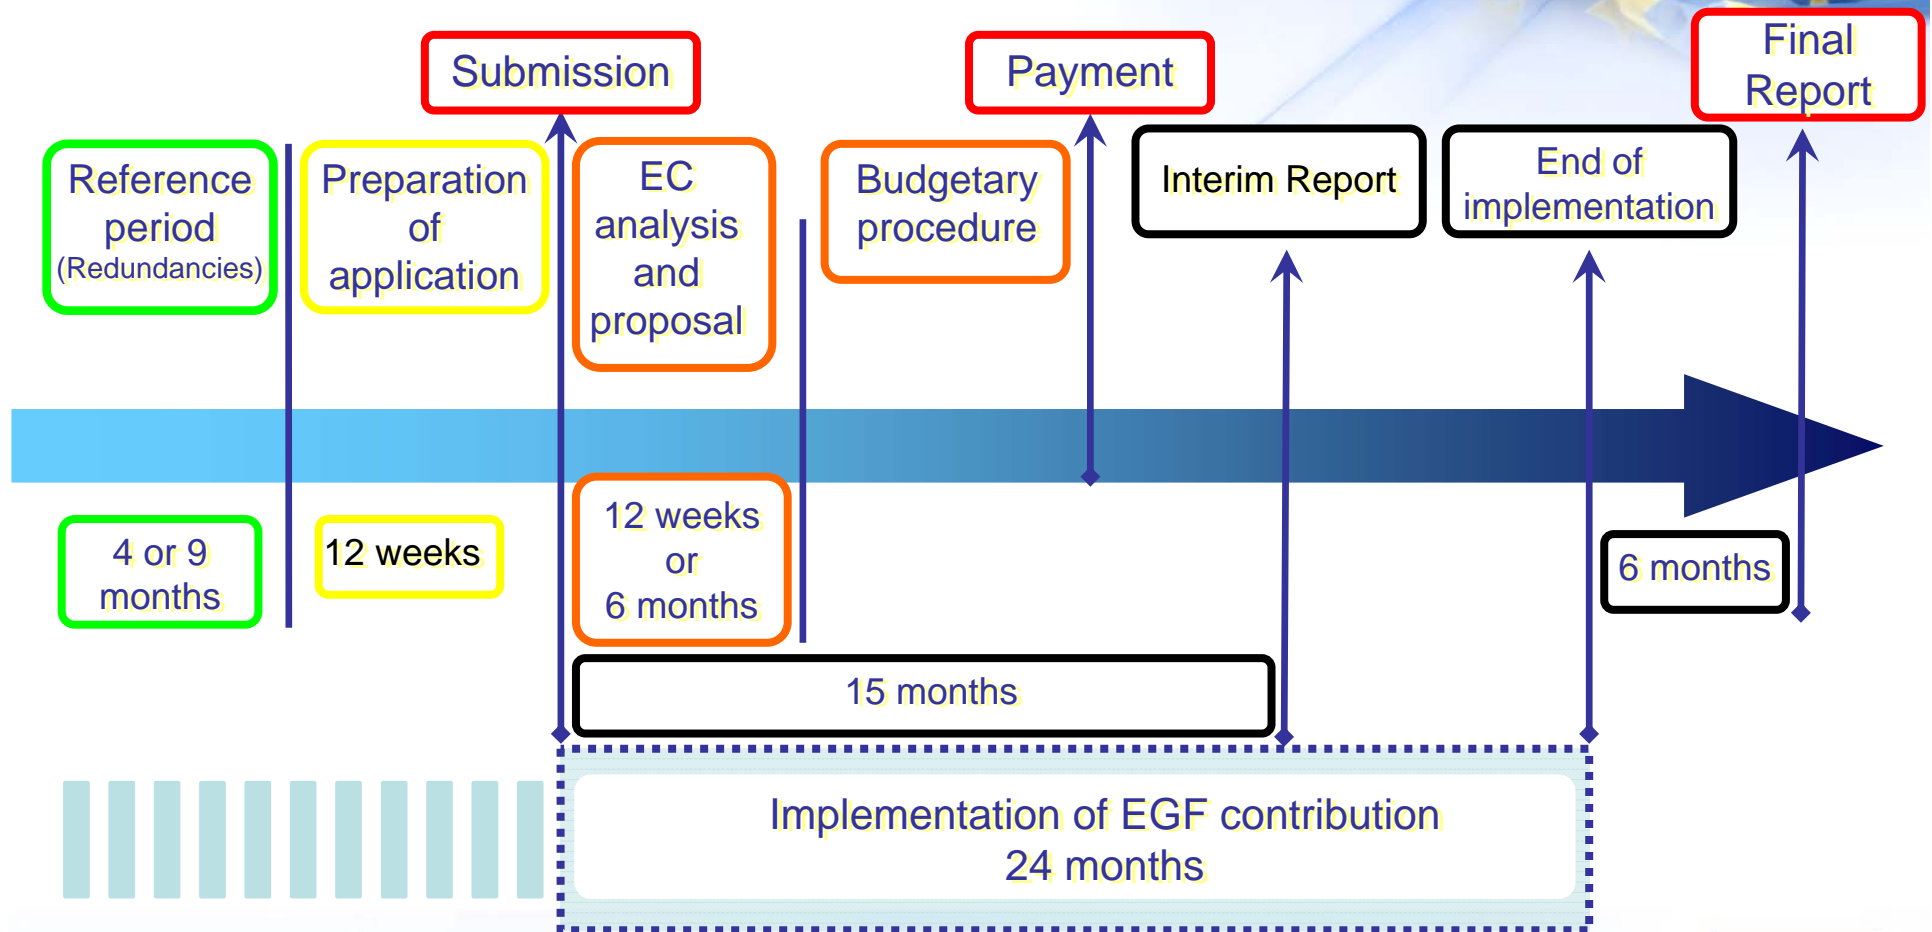 Submission
Payment
Final
Report
Reference
period
(Redundancies)
Preparation
of
application
EC
analysis
and
proposal
Budgetary
procedure
Interim Report
End of
implementation
4 or 9
months
12 weeks
12 weeks
or
6 months
6 months
15 months
Implementation of EGF contribution
24 months